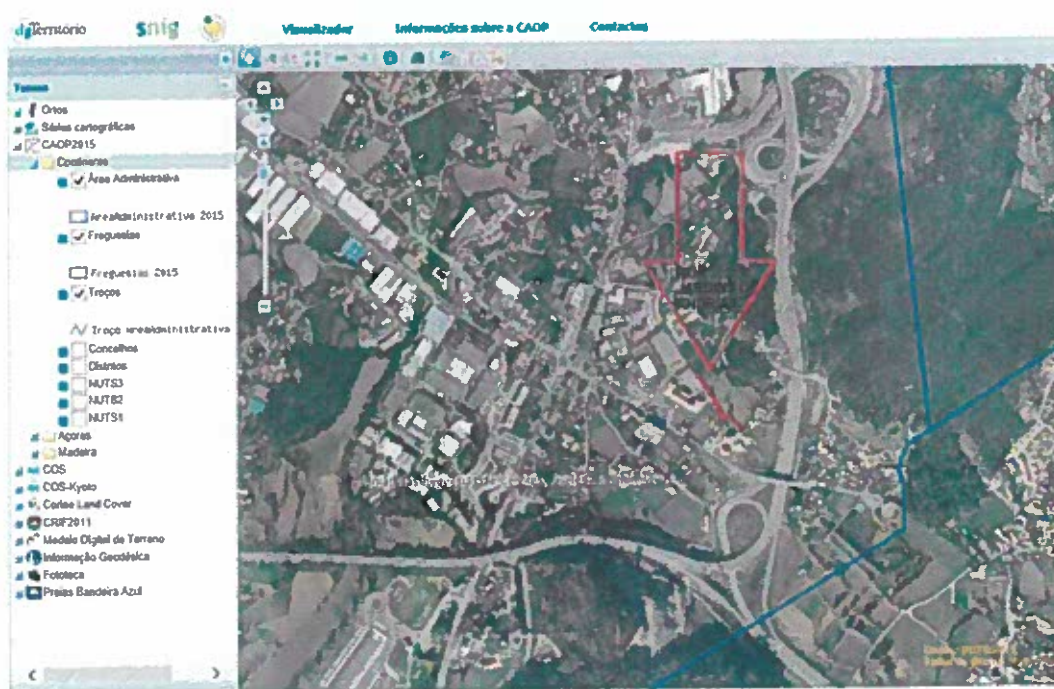 dgTerritório
snig
Visualizador
Informações sobre a CAOP
Contactos
Temas
Ortos
Séries cartográficas
CAOP2015
Continente
Área Administrativa
AreaAdministrativa 2015
Freguesias
Freguesias 2015
Troços
Troço AreaAdministrativa
Concelhos
Distritos
NUTS3
NUTS2
NUTS1
Açores
Madeira
COS
COS-Kyoto
Corine Land Cover
CRIF2011
Modelo Digital de Terreno
Informação Geodésica
Fototeca
Praias Bandeira Azul